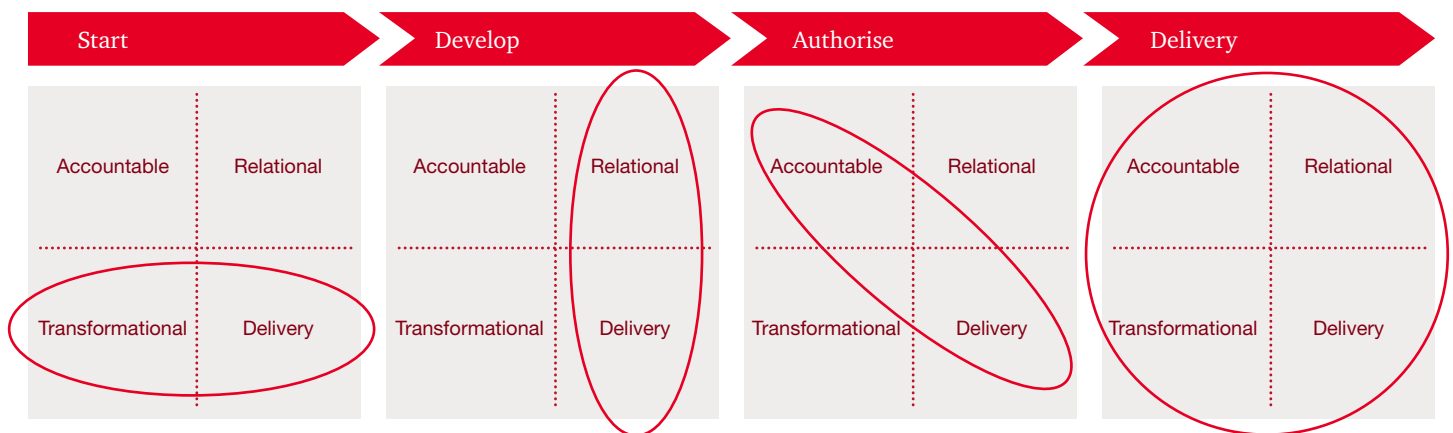 Start
Develop
Authorise
Delivery
Accountable Relational
Transformational Delivery
Accountable Relational
Transformational Delivery
Accountable Relational
Transformational Delivery
Accountable Relational
Transformational Delivery